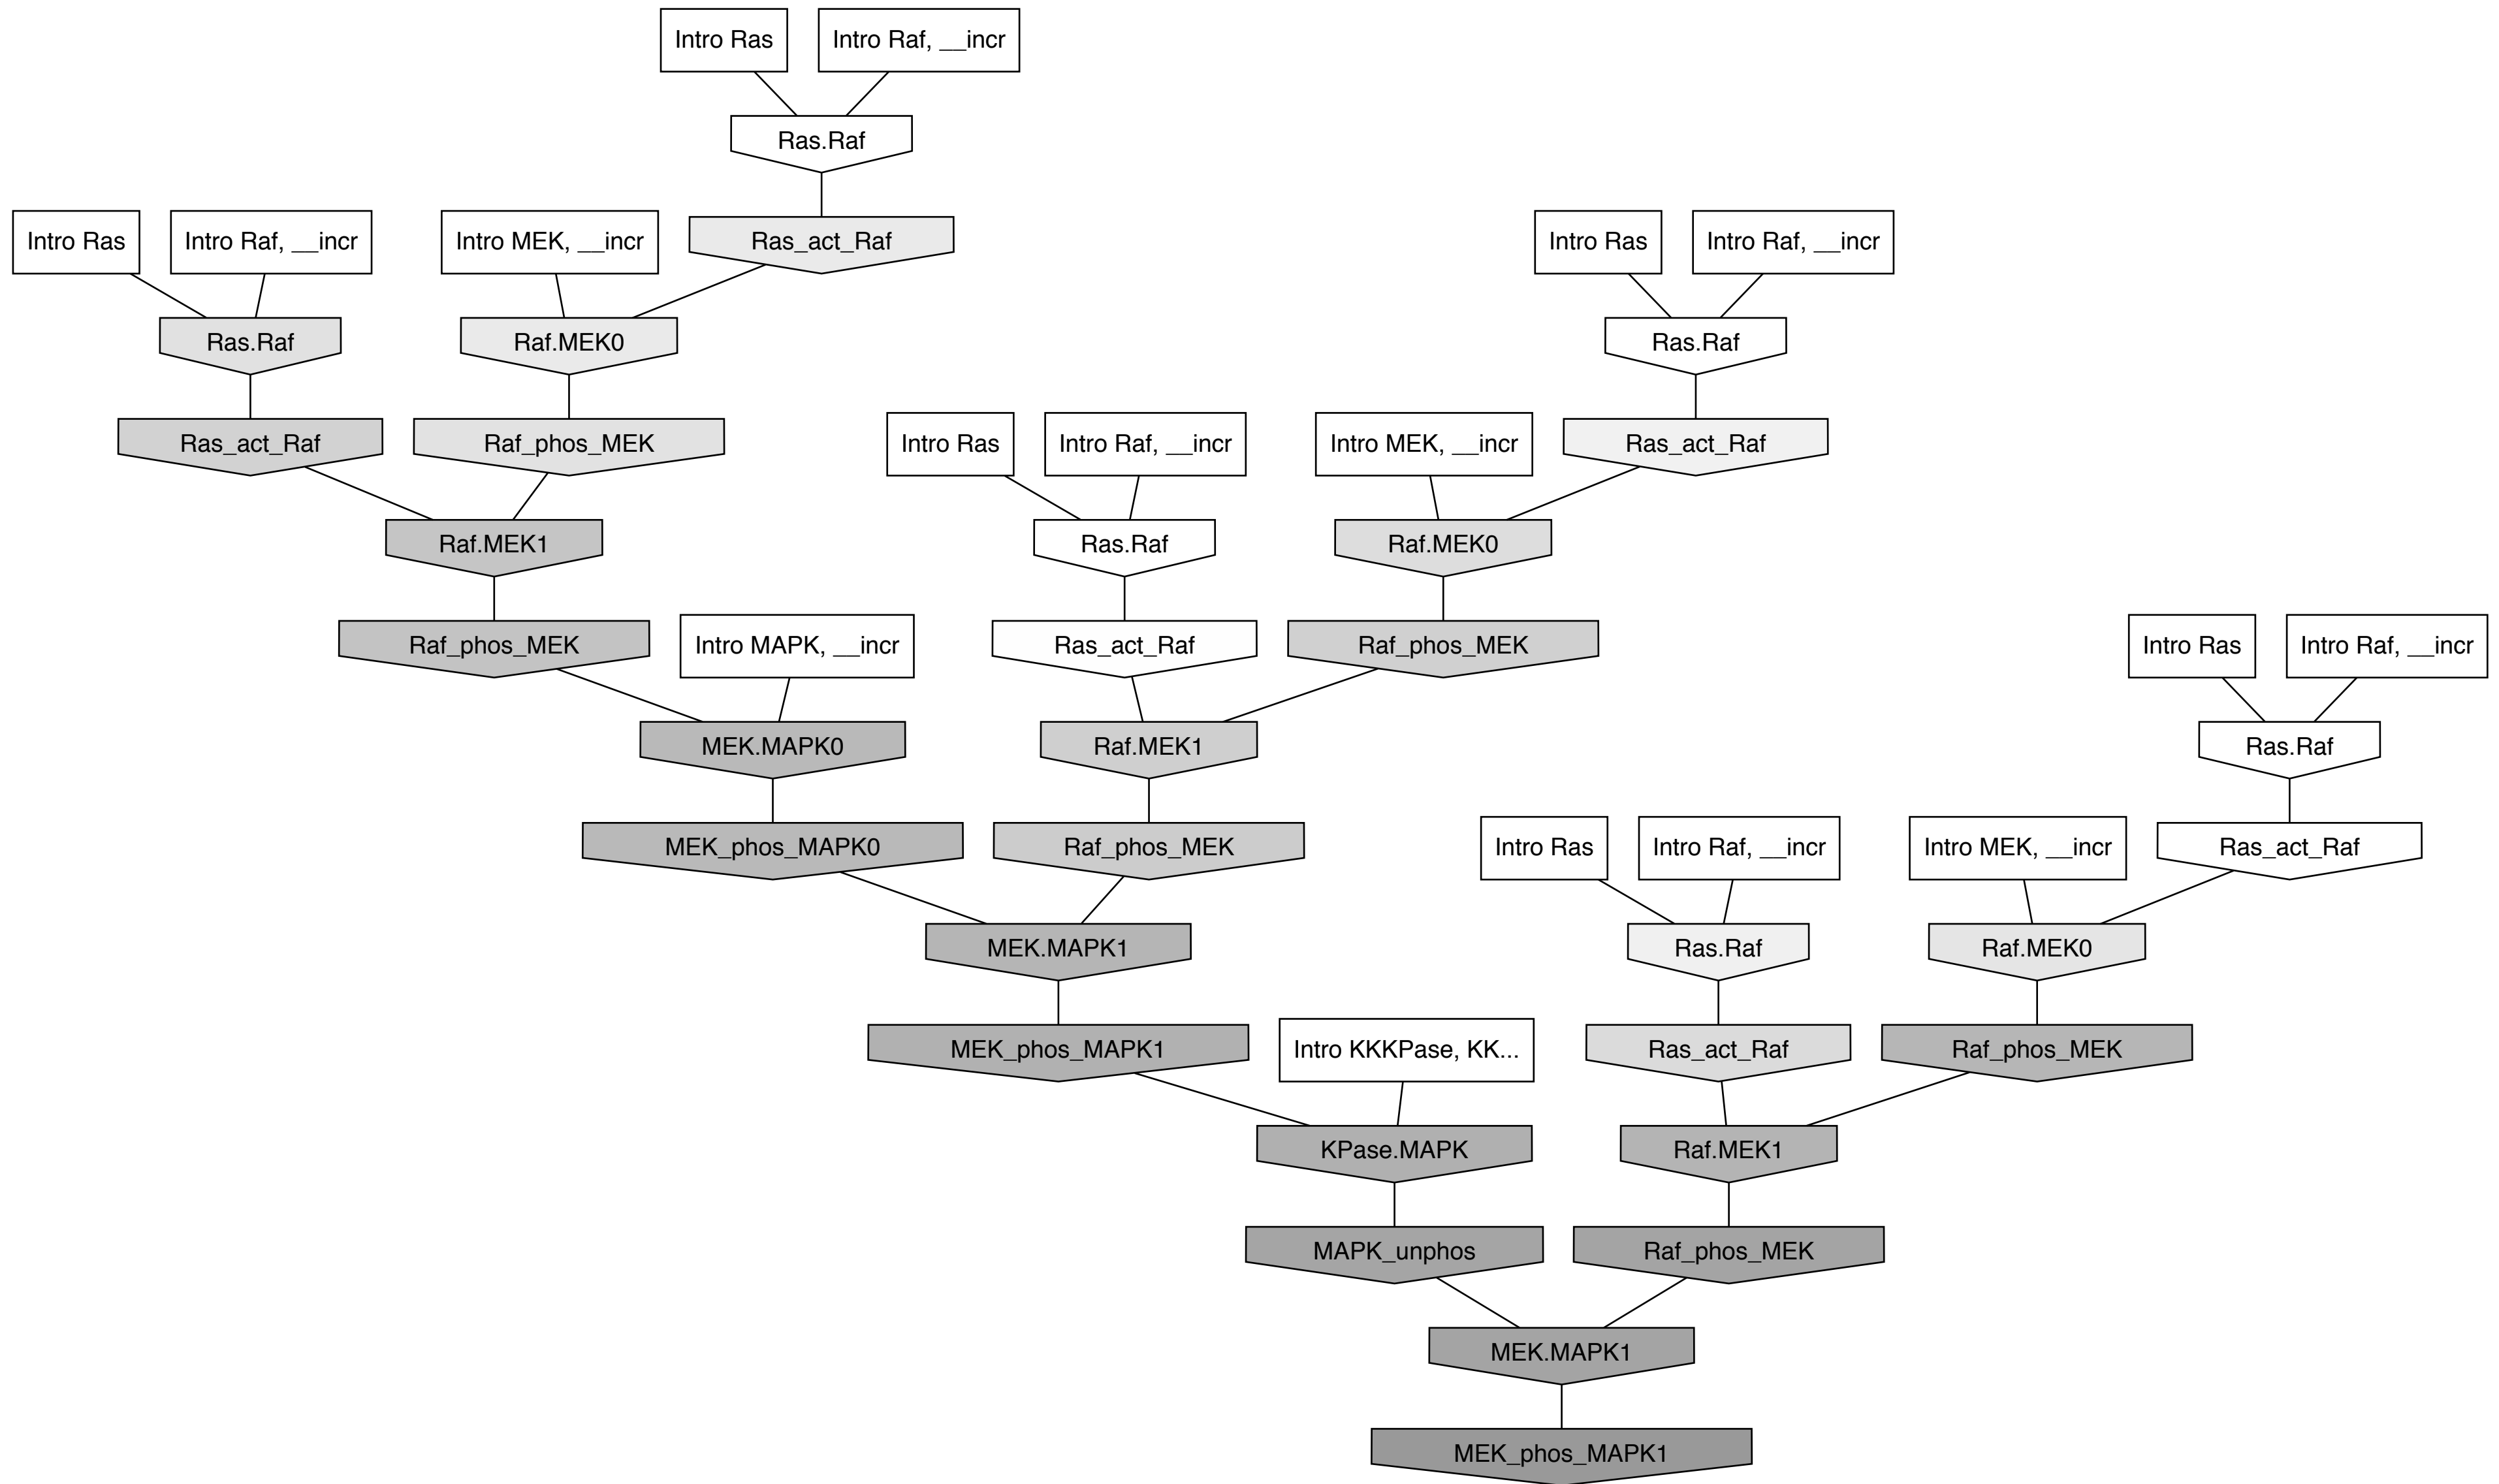 Intro Ras
Intro Raf, __incr
Ras.Raf
Intro Ras
Intro Raf, __incr
Intro MEK, __incr
Ras_act_Raf
Intro Ras
Intro Raf, __incr
Ras.Raf
Raf.MEK0
Ras.Raf
Ras_act_Raf
Raf_phos_MEK
Intro Ras
Intro Raf, __incr
Intro MEK, __incr
Ras_act_Raf
Raf.MEK1
Ras.Raf
Raf.MEK0
Raf_phos_MEK
Intro MAPK, __incr
Ras_act_Raf
Raf_phos_MEK
Intro Ras
Intro Raf, __incr
MEK.MAPK0
Raf.MEK1
Ras.Raf
MEK_phos_MAPK0
Raf_phos_MEK
Intro Ras
Intro Raf, __incr
Intro MEK, __incr
Ras_act_Raf
MEK.MAPK1
Ras.Raf
Raf.MEK0
MEK_phos_MAPK1
Intro KKKPase, KK...
Ras_act_Raf
Raf_phos_MEK
KPase.MAPK
Raf.MEK1
MAPK_unphos
Raf_phos_MEK
MEK.MAPK1
MEK_phos_MAPK1